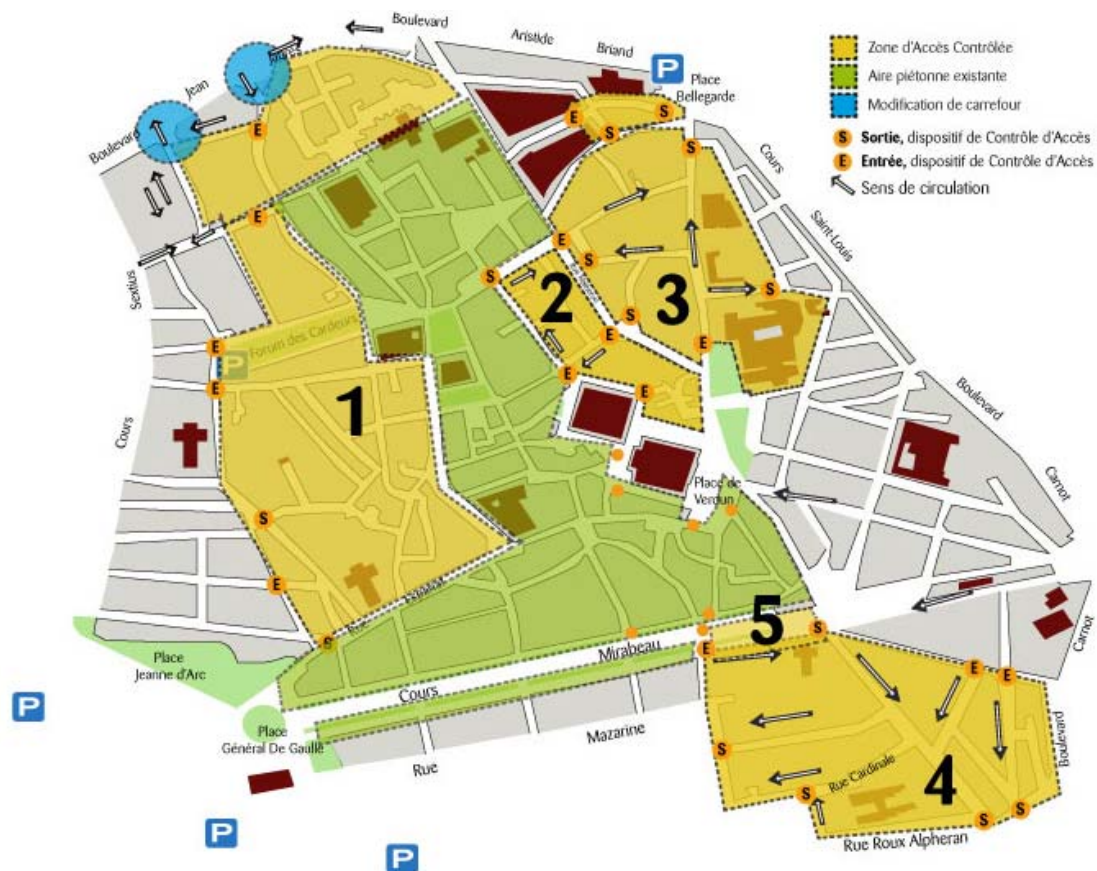 Boulevard
Aristide
Briand
P
Place
Bellegarde
Jean
Boulevard
Zone d'Accès Contrôlée
Aire piétonne existante
Modification de carrefour
S Sortie, dispositif de Contrôle d'Accès
E Entrée, dispositif de Contrôle d'Accès
Sens de circulation
E
S
E
S
S
Cours
Saint-Louis
Boulevard
Carnot
E
Sextius
E
S
S
2
3
S
S
E
E
E
E
E
P
Forum des Cardeurs
E
1
Cours
Place de
Verdun
S
E
S
5
Mirabeau
Cours
E
S
Carnot
Place
Jeanne d'Arc
P
Place
Général De Gaulle
Mazarine
Rue
E
E
S
Boulevard
Rue Cardinale
4
S
S
S
Rue Roux Alpheran
P
P